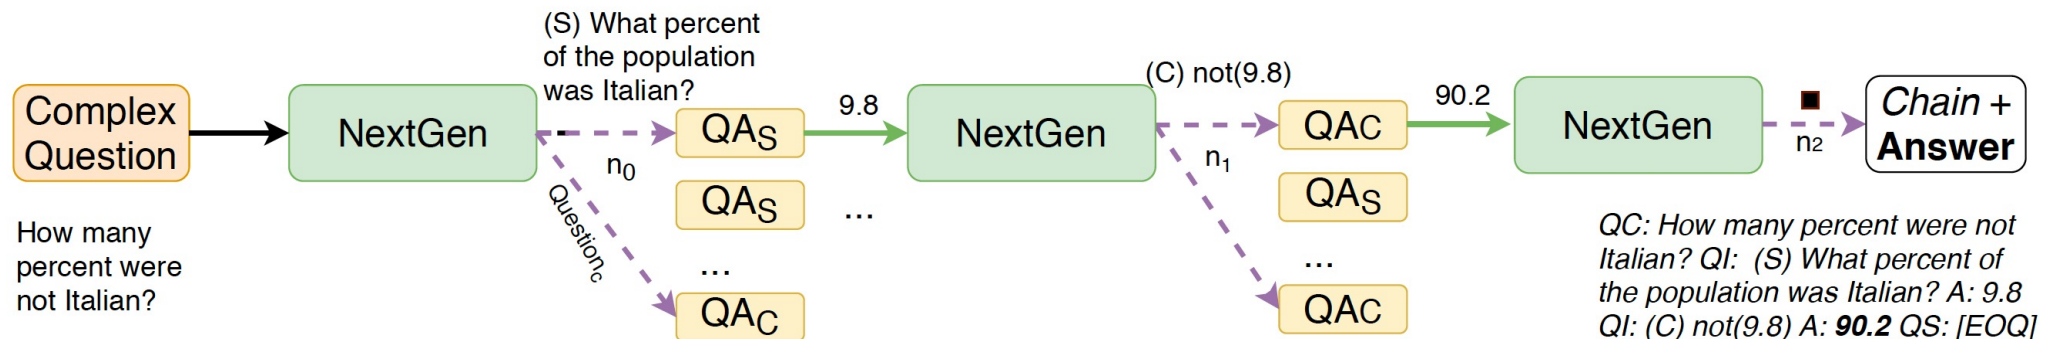 Complex
Question
How many
percent were
not Italian?
NextGen
(S) What percent
of the population
was Italian?
n0
Questionc
QAS
QAS
...
QAC
9.8
...
NextGen
(C) not(9.8)
n1
QAC
QAS
...
QAC
90.2
NextGen
n2
Chain +
Answer
QC: How many percent were not
Italian? QI: (S) What percent of
the population was Italian? A: 9.8
QI: (C) not(9.8) A: 90.2 QS: [EOQ]